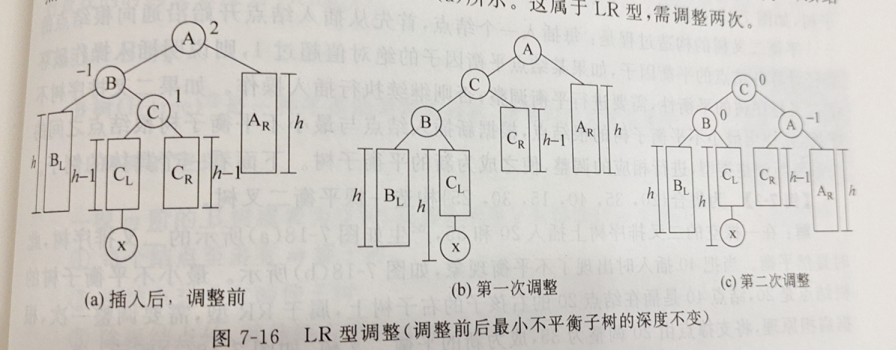 示。这属于 LR 型,需调整两次。
A 2
-1 B
C 1
h B_L h-1 C_L C_R h-1 A_R h
x
(a) 插入后，调整前
A
C
B C_R h-1 A_R h
h B_L h C_L
x
(b) 第一次调整
C 0
B 0 A -1
h B_L C_L C_R h-1 A_R h
x
(c) 第二次调整
图 7-16 LR 型调整(调整前后最小不平衡子树的深度不变)